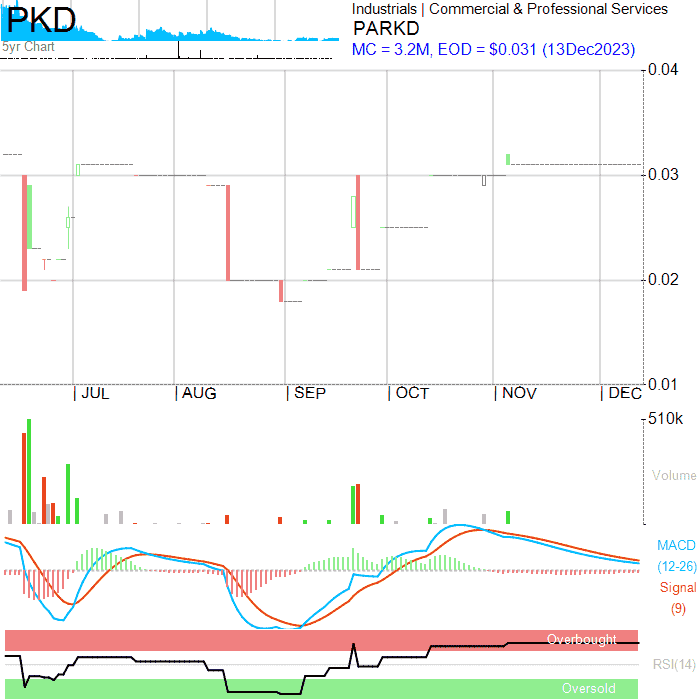 PKD
5yr Chart
Industrials | Commercial & Professional Services
PARKD
MC = 3.2M, EOD = $0.031 (13Dec2023)
0.04
0.03
0.02
0.01
| JUL | AUG | SEP | OCT | NOV | DEC
510k
Volume
MACD
(12-26)
Signal
(9)
Overbought
RSI(14)
Oversold